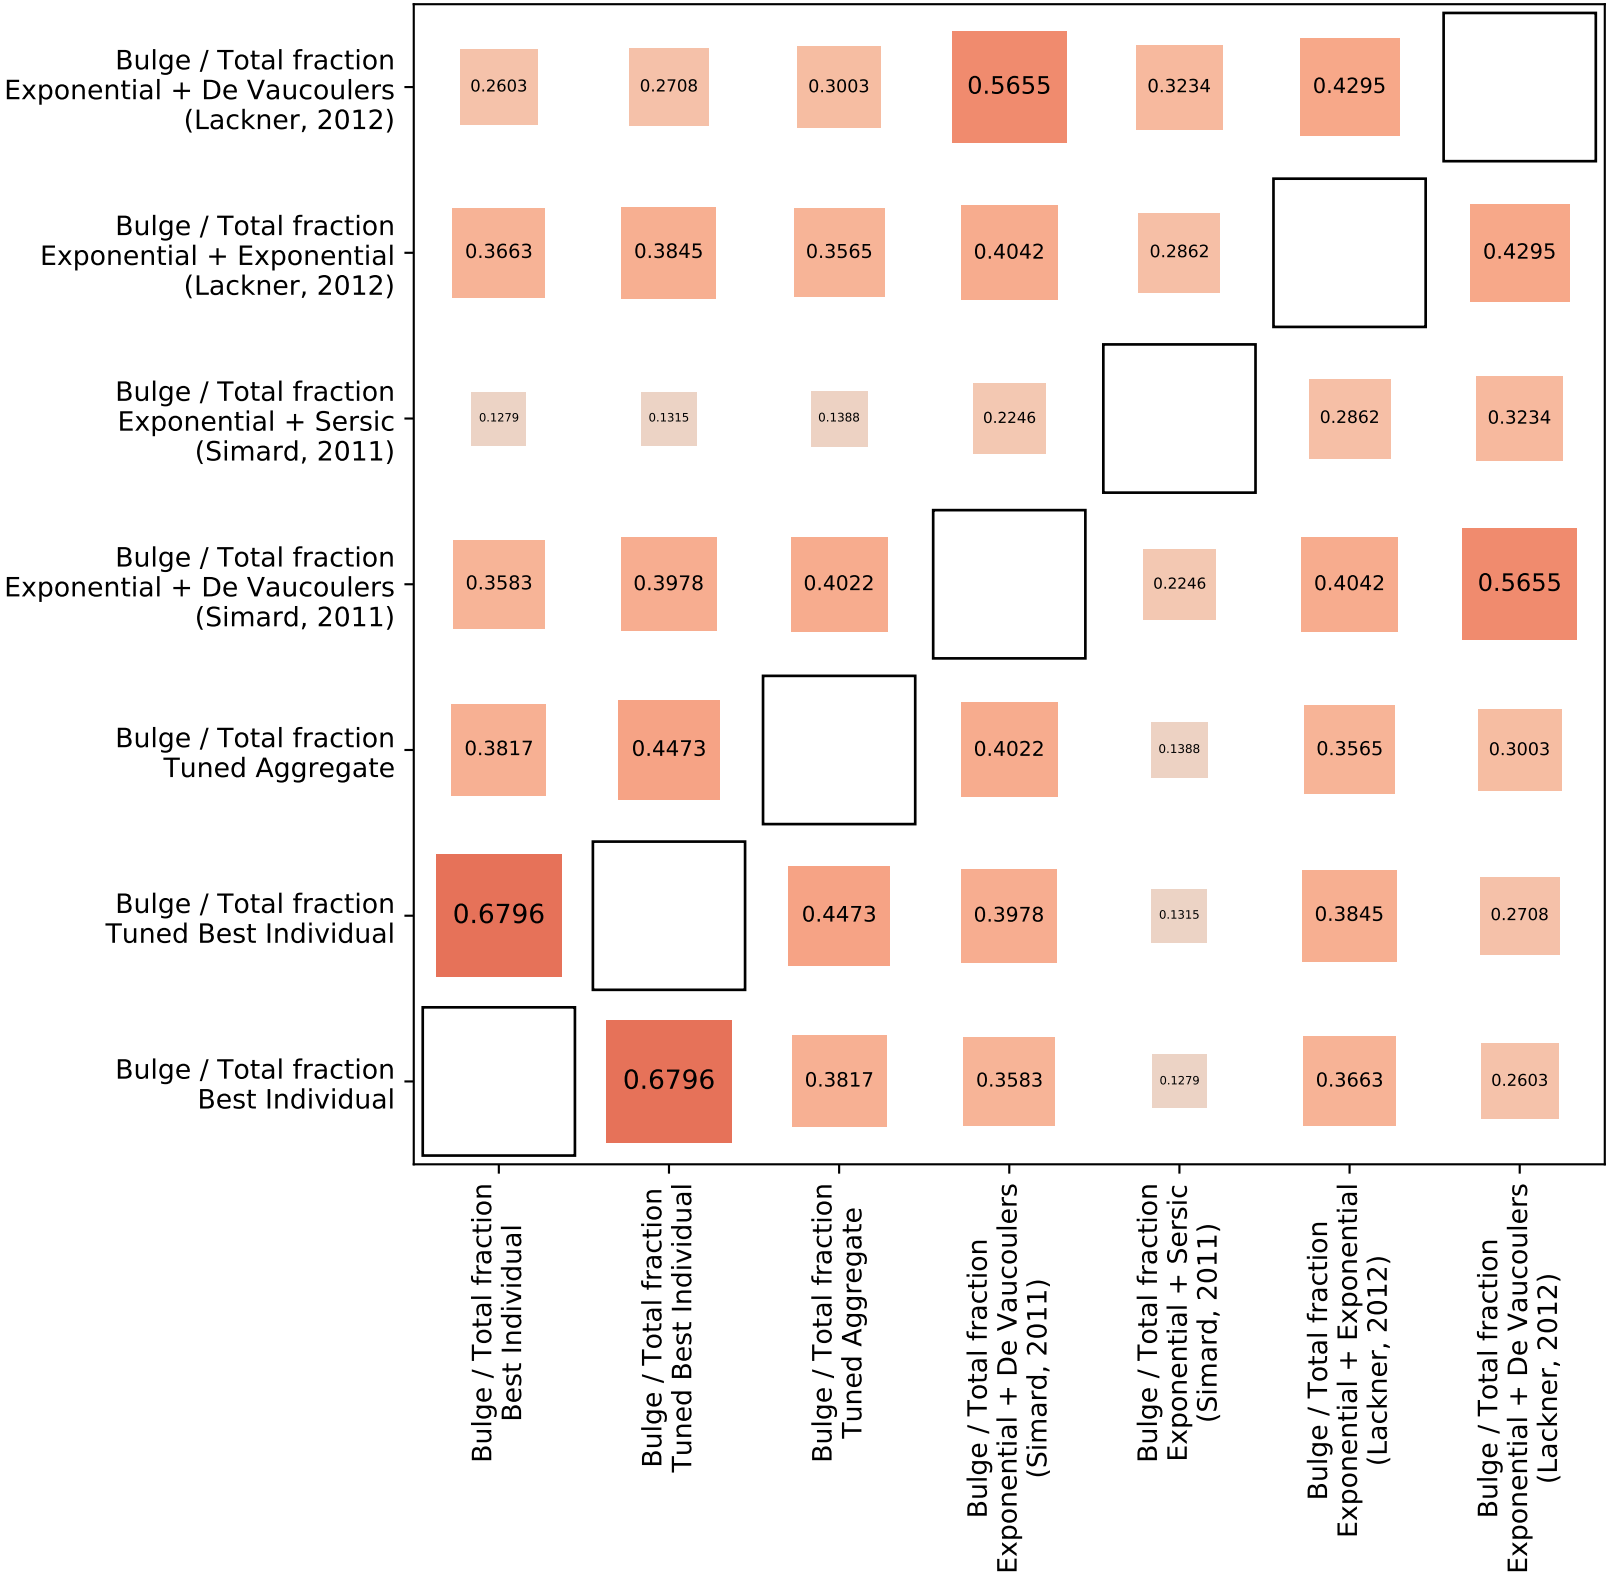 Bulge / Total fraction
Exponential + De Vaucoulers
(Lackner, 2012)
0.2603 0.2708 0.3003 0.5655 0.3234 0.4295
Bulge / Total fraction
Exponential + Exponential
(Lackner, 2012)
0.3663 0.3845 0.3565 0.4042 0.2862 0.4295
Bulge / Total fraction
Exponential + Sersic
(Simard, 2011)
0.1279 0.1315 0.1388 0.2246 0.2862 0.3234
Bulge / Total fraction
Exponential + De Vaucoulers
(Simard, 2011)
0.3583 0.3978 0.4022 0.2246 0.4042 0.5655
Bulge / Total fraction
Tuned Aggregate
0.3817 0.4473 0.4022 0.1388 0.3565 0.3003
Bulge / Total fraction
Tuned Best Individual
0.6796 0.4473 0.3978 0.1315 0.3845 0.2708
Bulge / Total fraction
Best Individual
0.6796 0.3817 0.3583 0.1279 0.3663 0.2603
Bulge / Total fraction
Best Individual
Bulge / Total fraction
Tuned Best Individual
Bulge / Total fraction
Tuned Aggregate
Bulge / Total fraction
Exponential + De Vaucoulers
(Simard, 2011)
Bulge / Total fraction
Exponential + Sersic
(Simard, 2011)
Bulge / Total fraction
Exponential + Exponential
(Lackner, 2012)
Bulge / Total fraction
Exponential + De Vaucoulers
(Lackner, 2012)